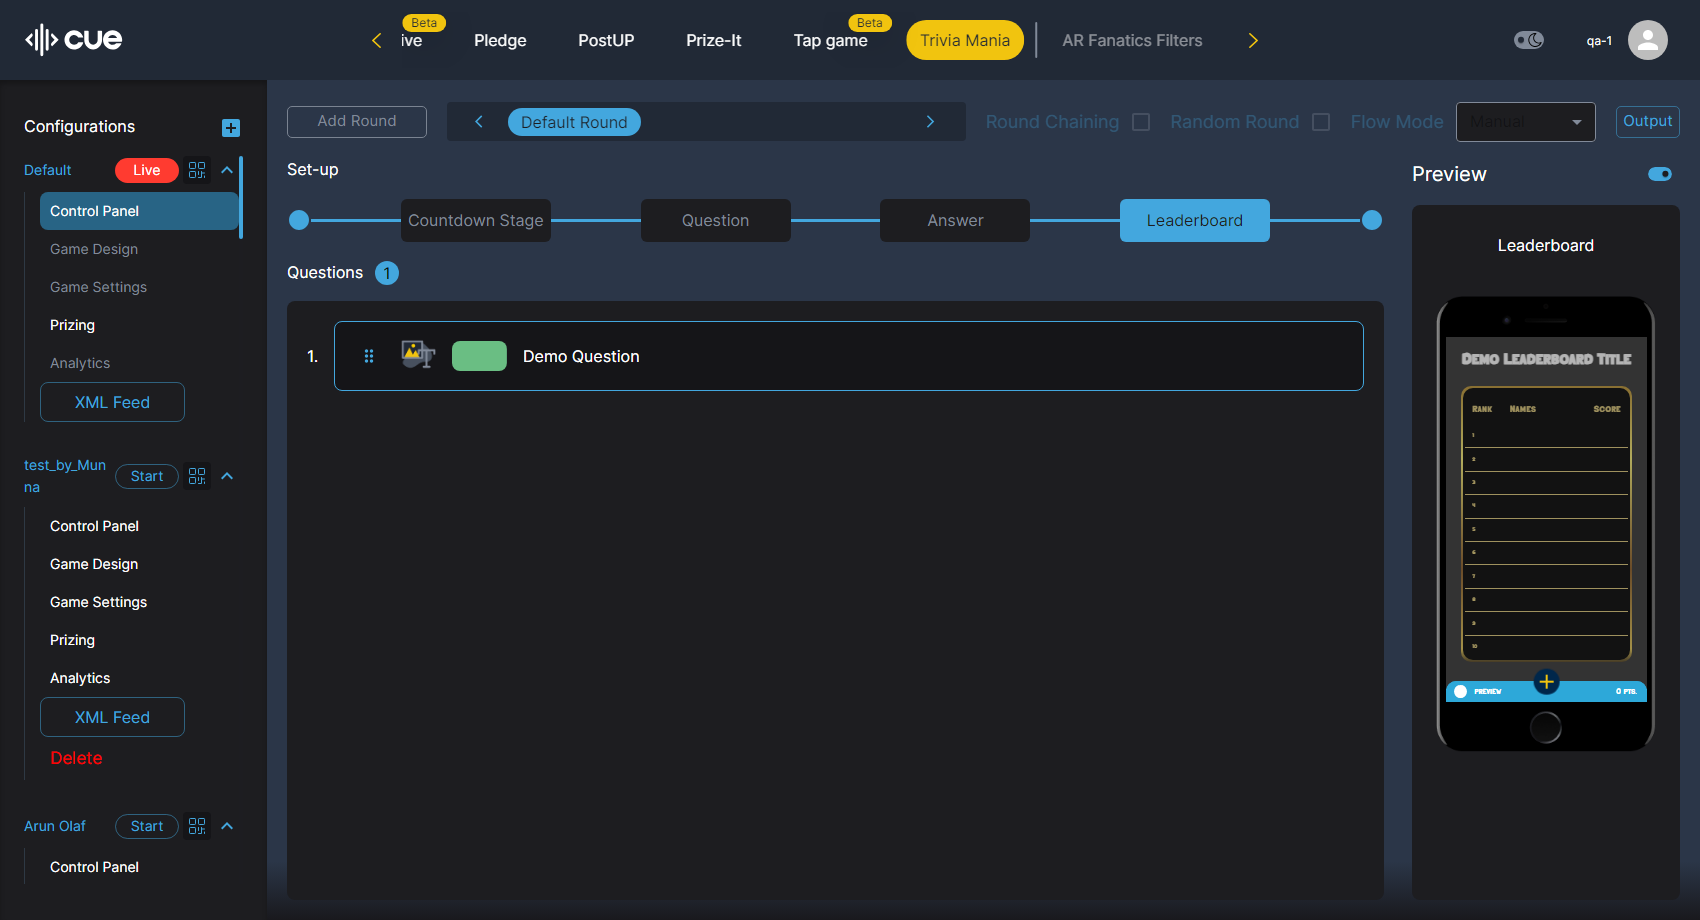 cue
Beta
ive
Pledge
PostUP
Prize-It
Tap game
Beta
Trivia Mania
AR Fanatics Filters
qa-1
Configurations
Default
Live
Control Panel
Game Design
Game Settings
Prizing
Analytics
XML Feed
test_by_Mun
na
Start
Control Panel
Game Design
Game Settings
Prizing
Analytics
XML Feed
Delete
Arun Olaf
Start
Control Panel
Add Round
Default Round
Round Chaining
Random Round
Flow Mode
Manual
Output
Set-up
Countdown Stage
Question
Answer
Leaderboard
Questions 1
1.
Demo Question
Preview
Leaderboard
Demo Leaderboard Title
Rank Names Score
1
2
3
4
5
6
7
8
9
10
PREVIEW
0 PTS.